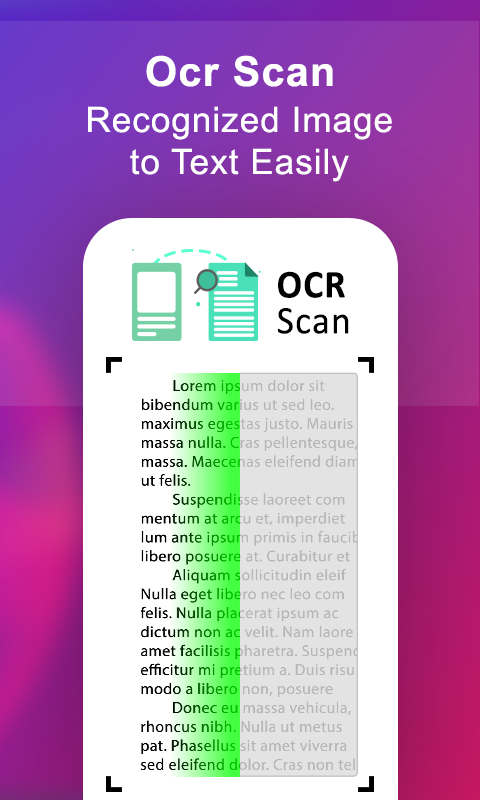 Ocr Scan
Recognized Image
to Text Easily
OCR
Scan
Lorem ipsum dolor sit
bibendum varius ut sed leo.
maximus egestas justo. Mauris
massa nulla. Cras pellentesque,
massa. Maecenas eleifend diam
ut felis.
Suspendisse laoreet com
mentum at arcu et, imperdiet
lum ante ipsum primis in faucib
libero posuere at. Curabitur et
Aliquam sollicitudin eleif
Nulla eget libero nec leo com
felis. Nulla placerat ipsum ac
dictum non ac velit. Nam laore
amet facilisis pharetra. Suspend
efficitur mi pretium a. Duis risu
modo a libero non, posuere
Donec eu massa vehicula,
rhoncus nibh. Nulla ut metus
pat. Phasellus sit amet viverra
sed eleifend dolor. Cras non tel